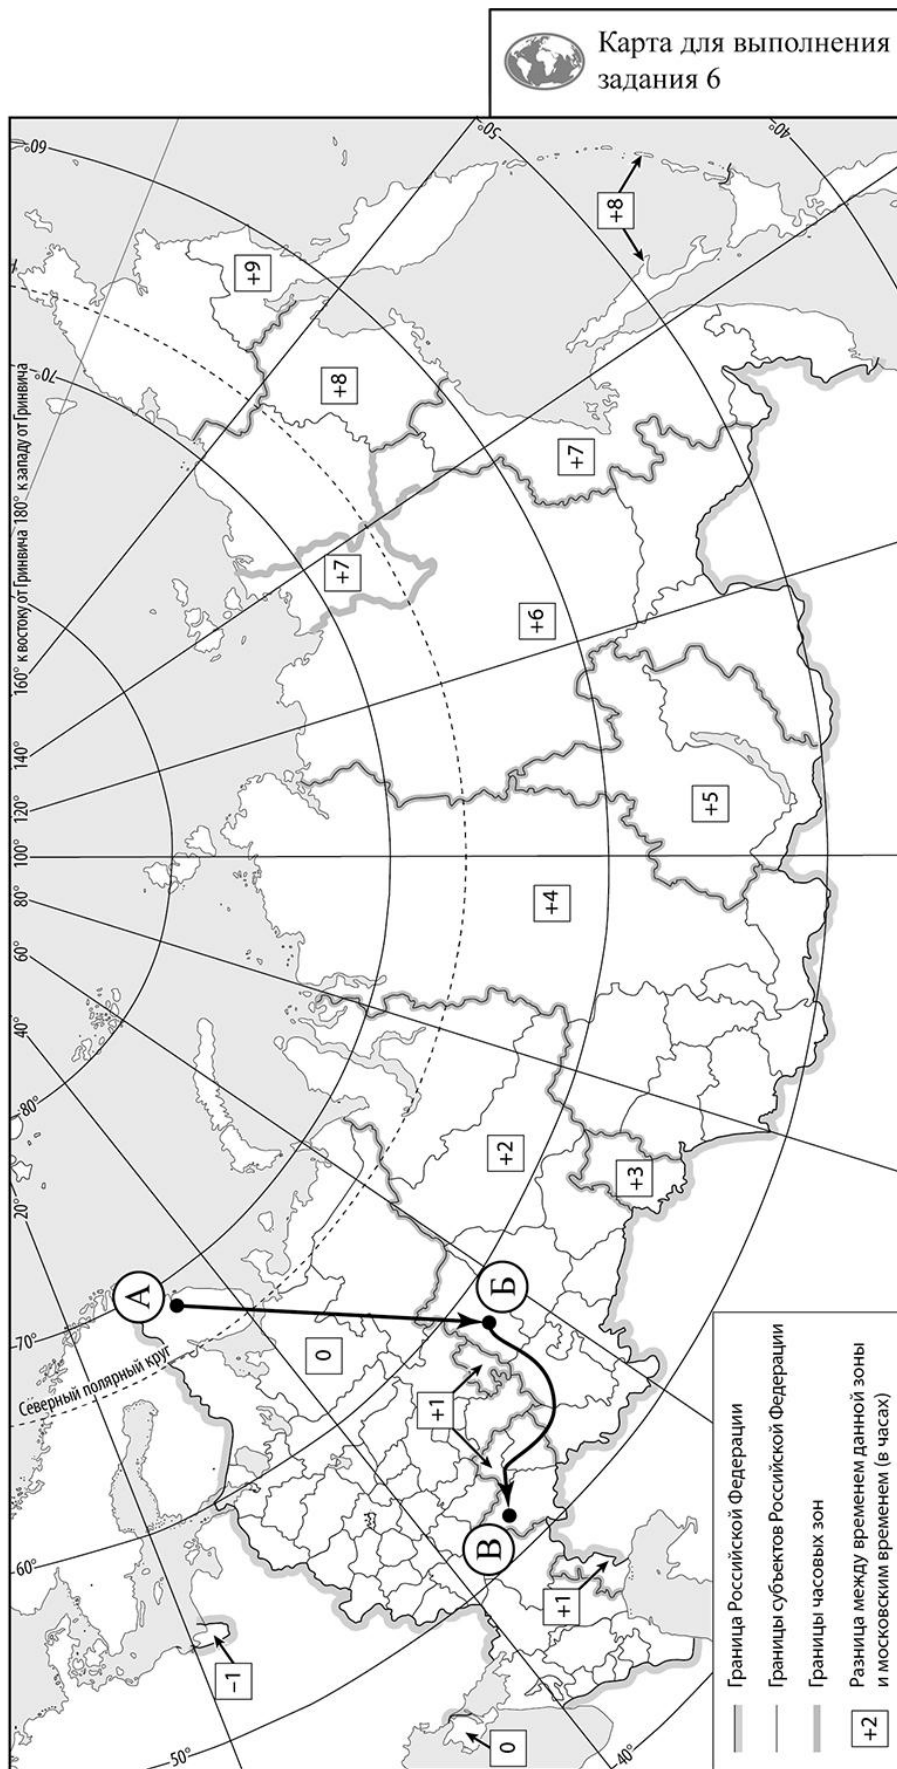 Карта для выполнения
задания 6
60°
50°
40°
70°
160° к востоку от Гринвича 180° к западу от Гринвича
140°
120°
100°
80°
60°
40°
20°
80°
70°
60°
50°
40°
Северный полярный круг
+9
+8
+8
+7
+7
+6
+5
+4
+3
+2
+1
+1
0
0
−1
А
Б
В
Граница Российской Федерации
Границы субъектов Российской Федерации
Границы часовых зон
+2
Разница между временем данной зоны
и московским временем (в часах)